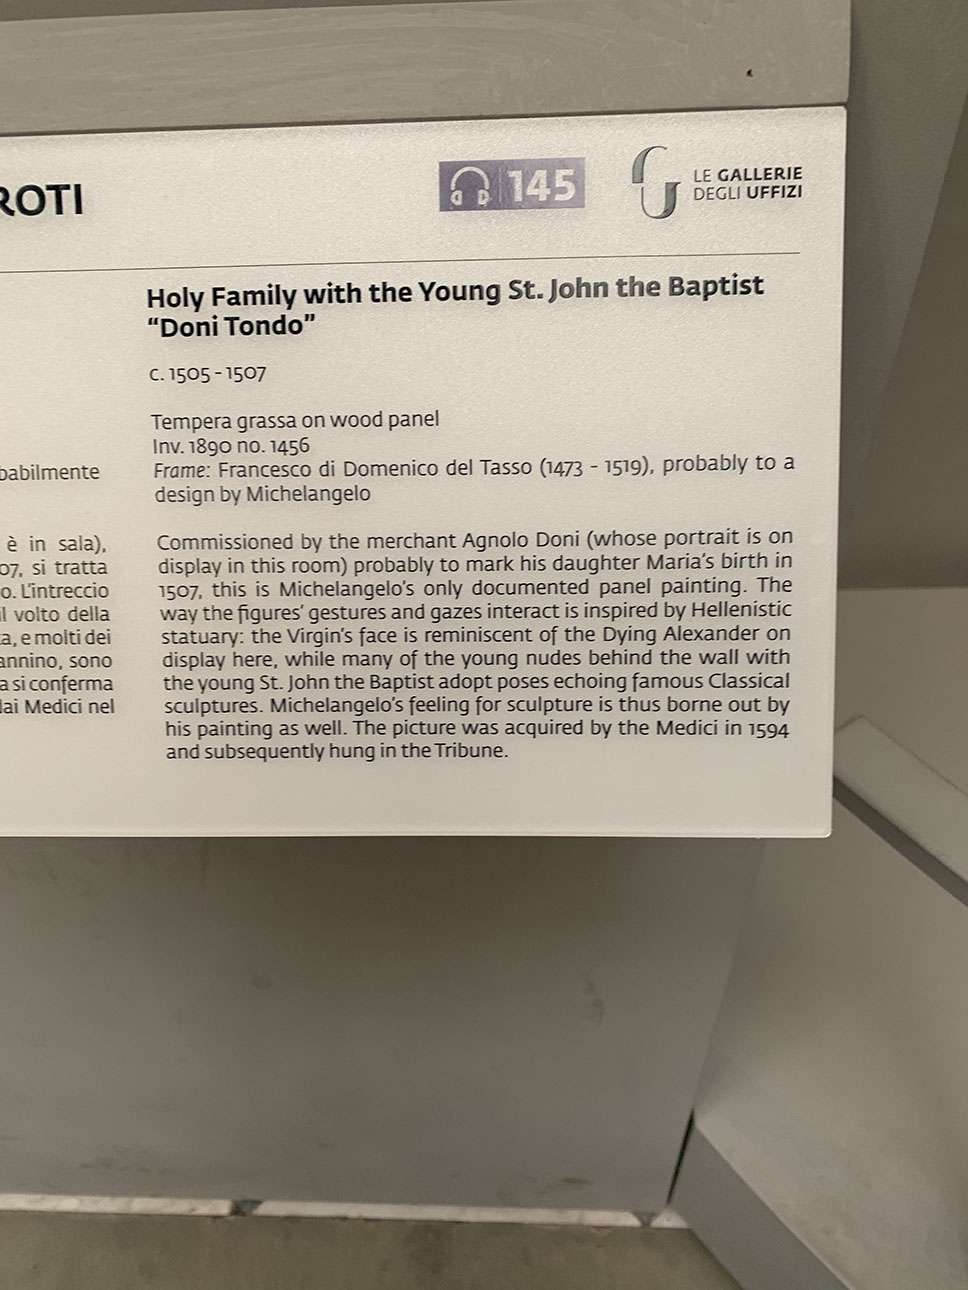 ROTI
145
LE GALLERIE
DEGLI UFFIZI
babilmente
è in sala),
07, si tratta
o. L'intreccio
il volto della
a, e molti dei
annino, sono
a si conferma
dai Medici nel
Holy Family with the Young St. John the Baptist
“Doni Tondo”
c. 1505 - 1507
Tempera grassa on wood panel
Inv. 1890 no. 1456
Frame: Francesco di Domenico del Tasso (1473 - 1519), probably to a
design by Michelangelo
Commissioned by the merchant Agnolo Doni (whose portrait is on
display in this room) probably to mark his daughter Maria's birth in
1507, this is Michelangelo's only documented panel painting. The
way the figures' gestures and gazes interact is inspired by Hellenistic
statuary: the Virgin's face is reminiscent of the Dying Alexander on
display here, while many of the young nudes behind the wall with
the young St. John the Baptist adopt poses echoing famous Classical
sculptures. Michelangelo's feeling for sculpture is thus borne out by
his painting as well. The picture was acquired by the Medici in 1594
and subsequently hung in the Tribune.